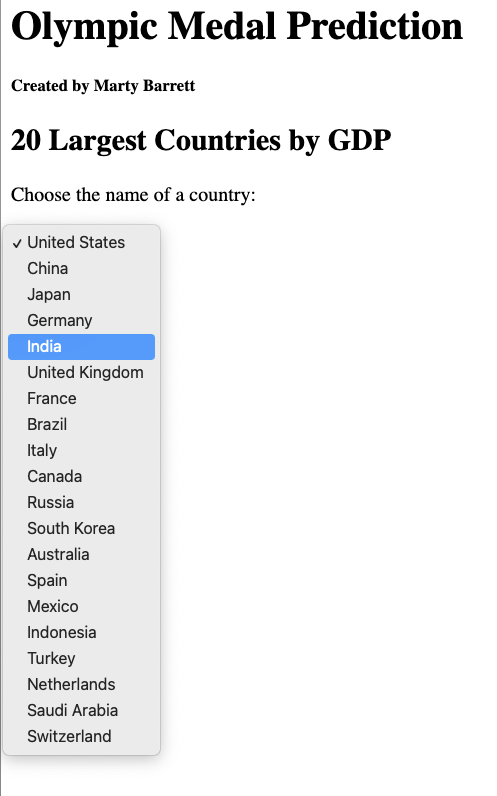 Olympic Medal Prediction
Created by Marty Barrett
20 Largest Countries by GDP
Choose the name of a country:
✓ United States
China
Japan
Germany
India
United Kingdom
France
Brazil
Italy
Canada
Russia
South Korea
Australia
Spain
Mexico
Indonesia
Turkey
Netherlands
Saudi Arabia
Switzerland